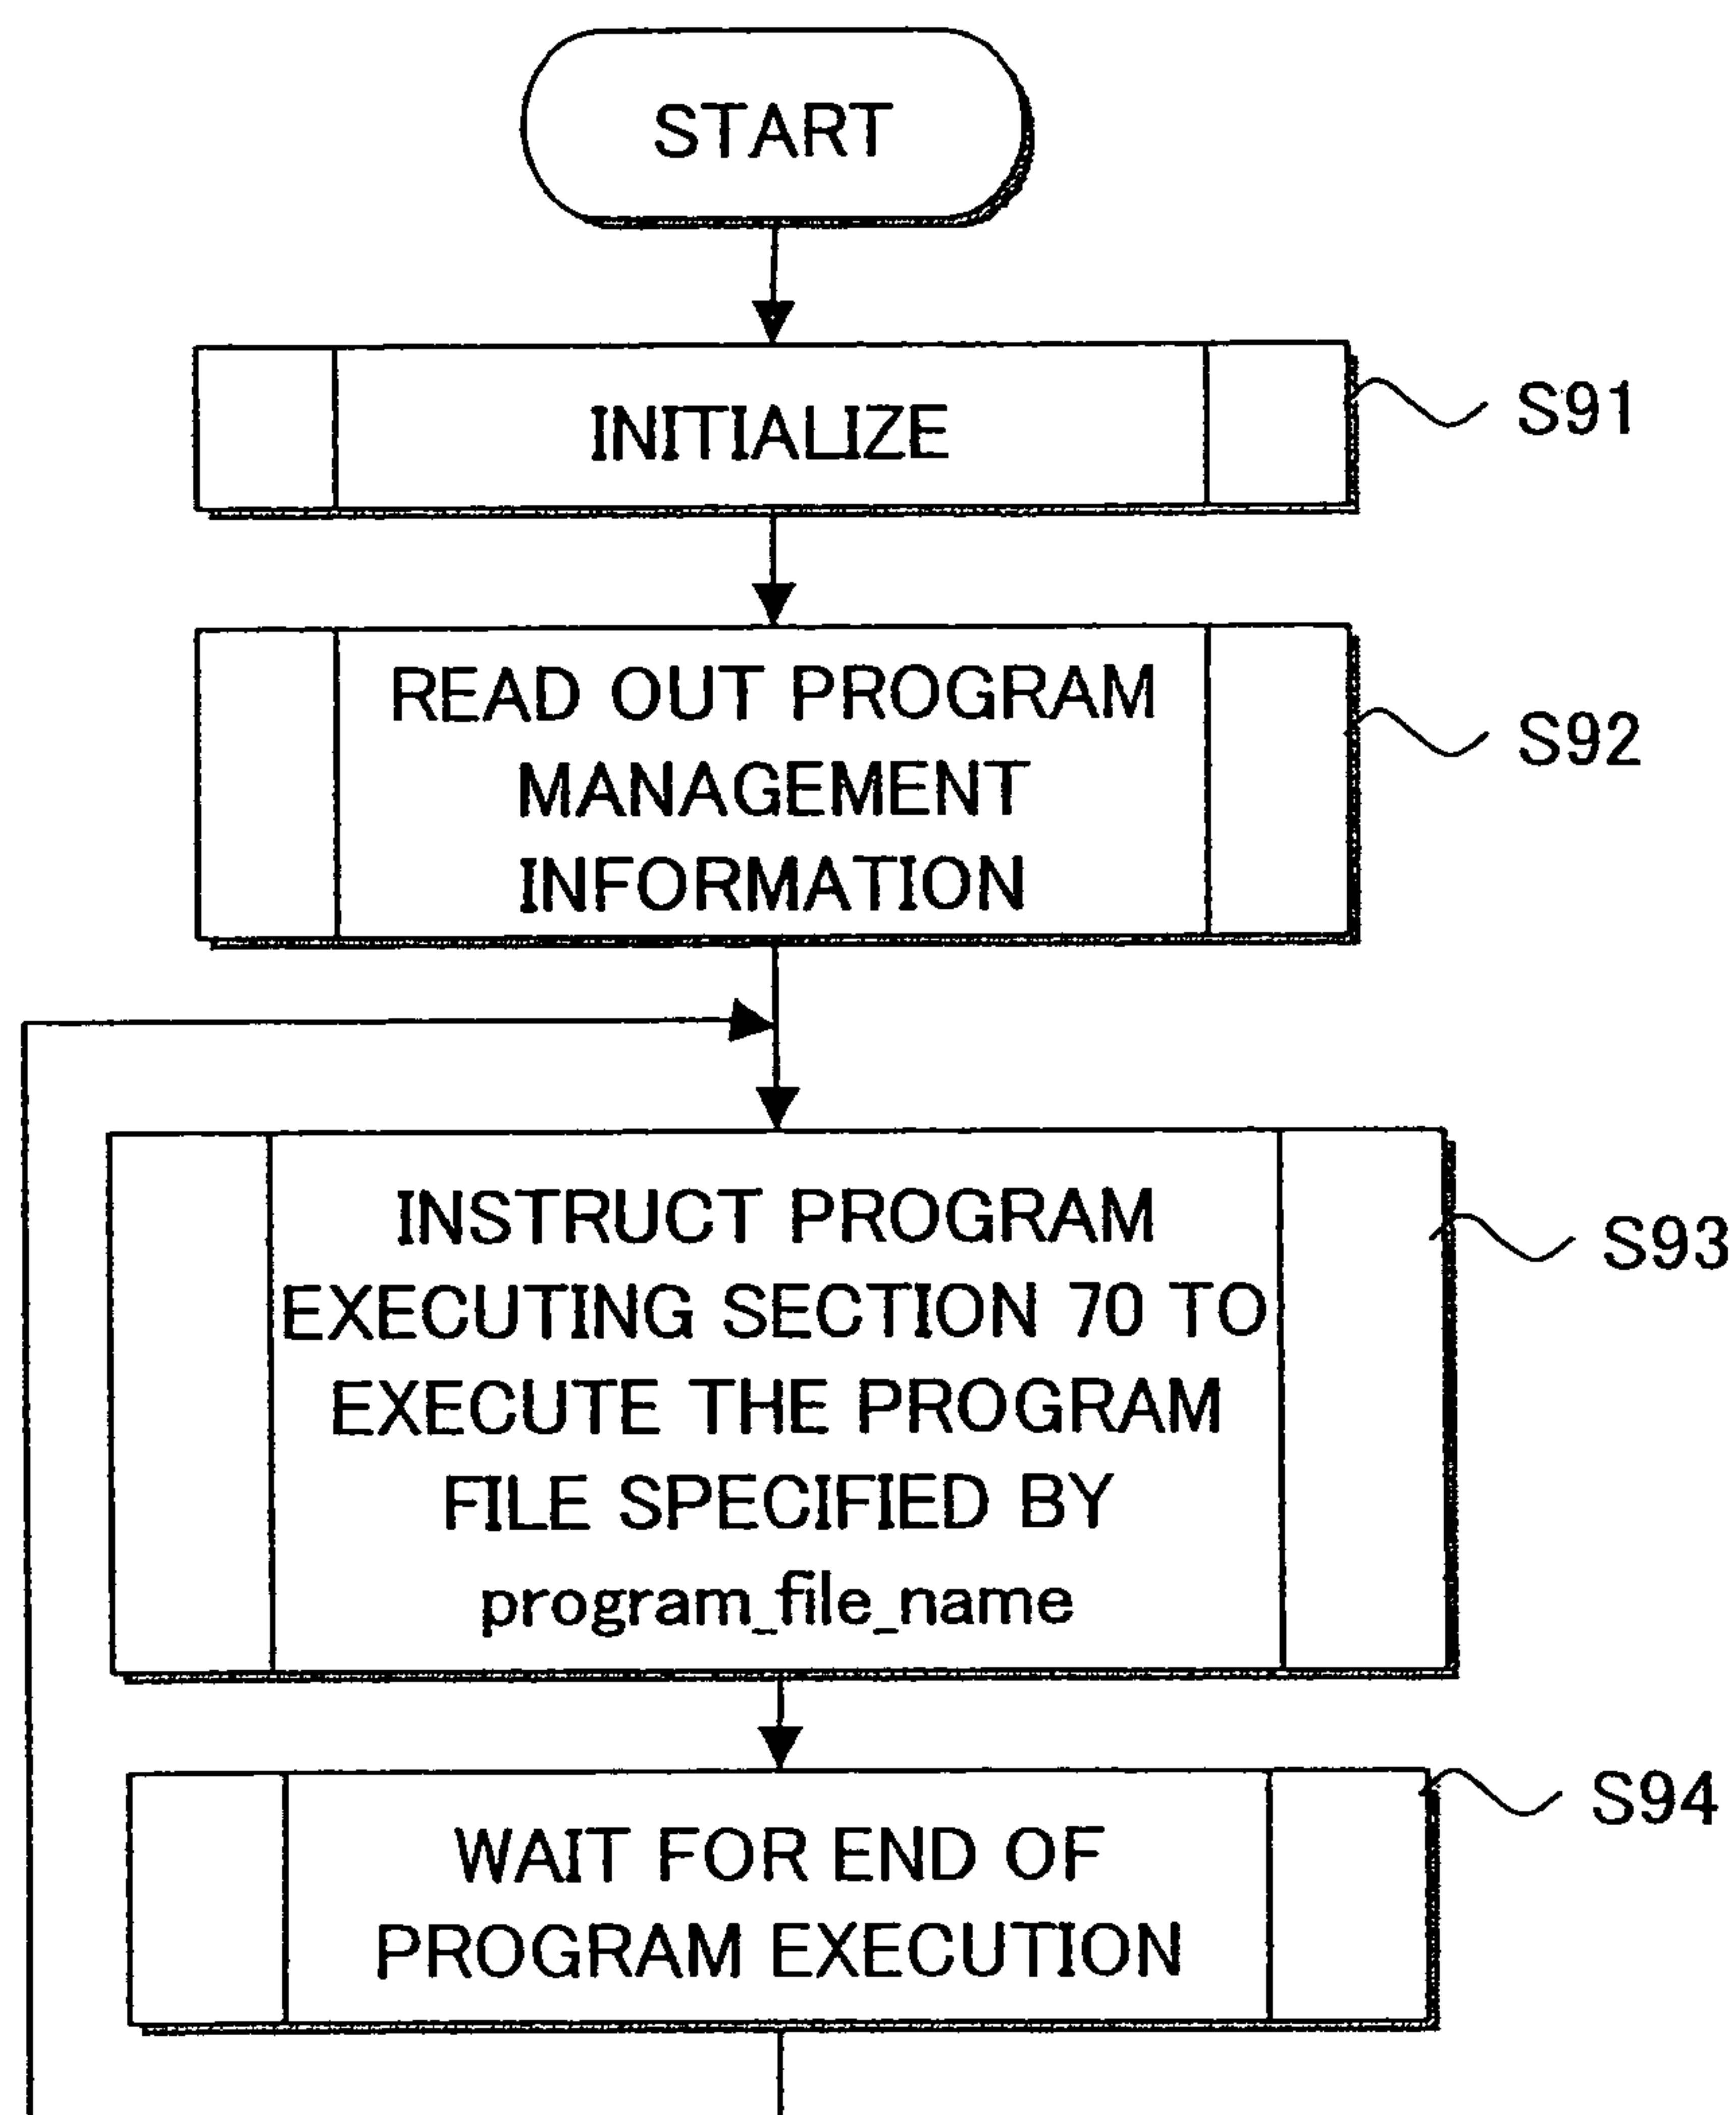 START
INITIALIZE
S91
READ OUT PROGRAM
MANAGEMENT
INFORMATION
S92
INSTRUCT PROGRAM
EXECUTING SECTION 70 TO
EXECUTE THE PROGRAM
FILE SPECIFIED BY
program_file_name
S93
WAIT FOR END OF
PROGRAM EXECUTION
S94